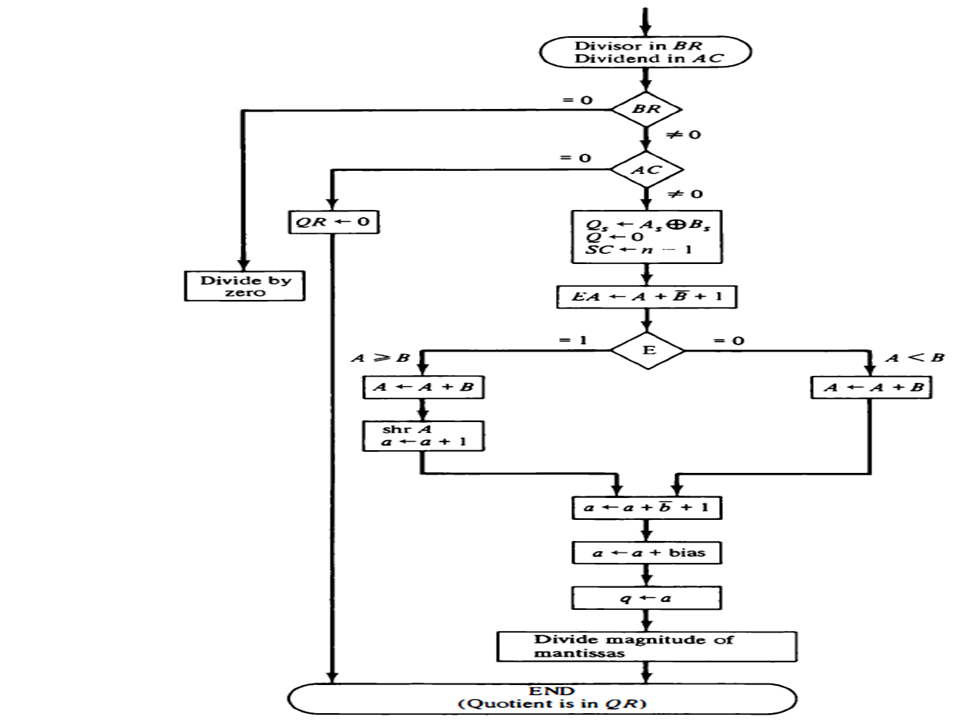 Divisor in BR
Dividend in AC
= 0
BR
≠ 0
= 0
AC
≠ 0
QR ← 0
Qs ← As ⊕ Bs
Q ← 0
SC ← n − 1
Divide by
zero
EA ← A + B̅ + 1
= 1
E
= 0
A ⩾ B
A < B
A ← A + B
A ← A + B
shr A
a ← a + 1
a ← a + b̅ + 1
a ← a + bias
q ← a
Divide magnitude of
mantissas
END
(Quotient is in QR)